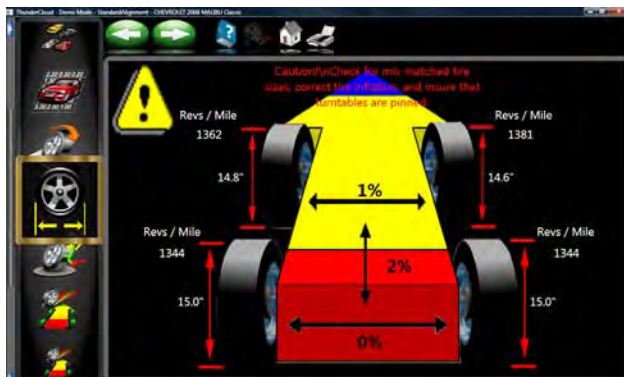 ThunderCloud - Demo Mode - StandardAlignment - CHEVROLET 2008 MALIBU Classic
Caution!\nCheck for mis-matched tire
sizes, correct tire inflation, and insure that
turntables are pinned.
Revs / Mile
1362
Revs / Mile
1381
14.8"
14.6"
1%
Revs / Mile
1344
Revs / Mile
1344
2%
15.0"
15.0"
0%